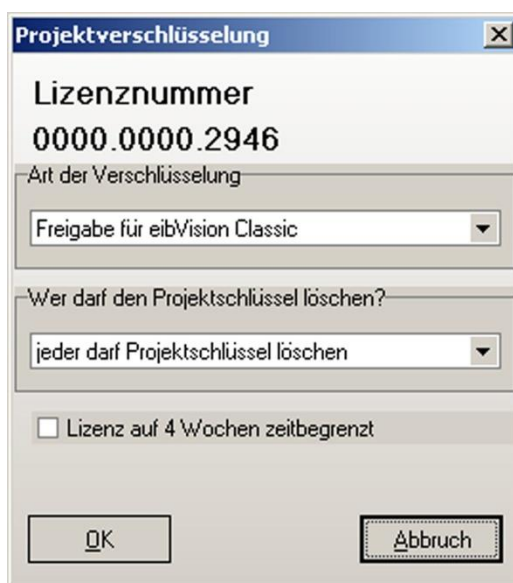 Projektverschlüsselung
Lizenznummer
0000.0000.2946
Art der Verschlüsselung
Freigabe für eibVision Classic
Wer darf den Projektschlüssel löschen?
jeder darf Projektschlüssel löschen
Lizenz auf 4 Wochen zeitbegrenzt
OK
Abbruch